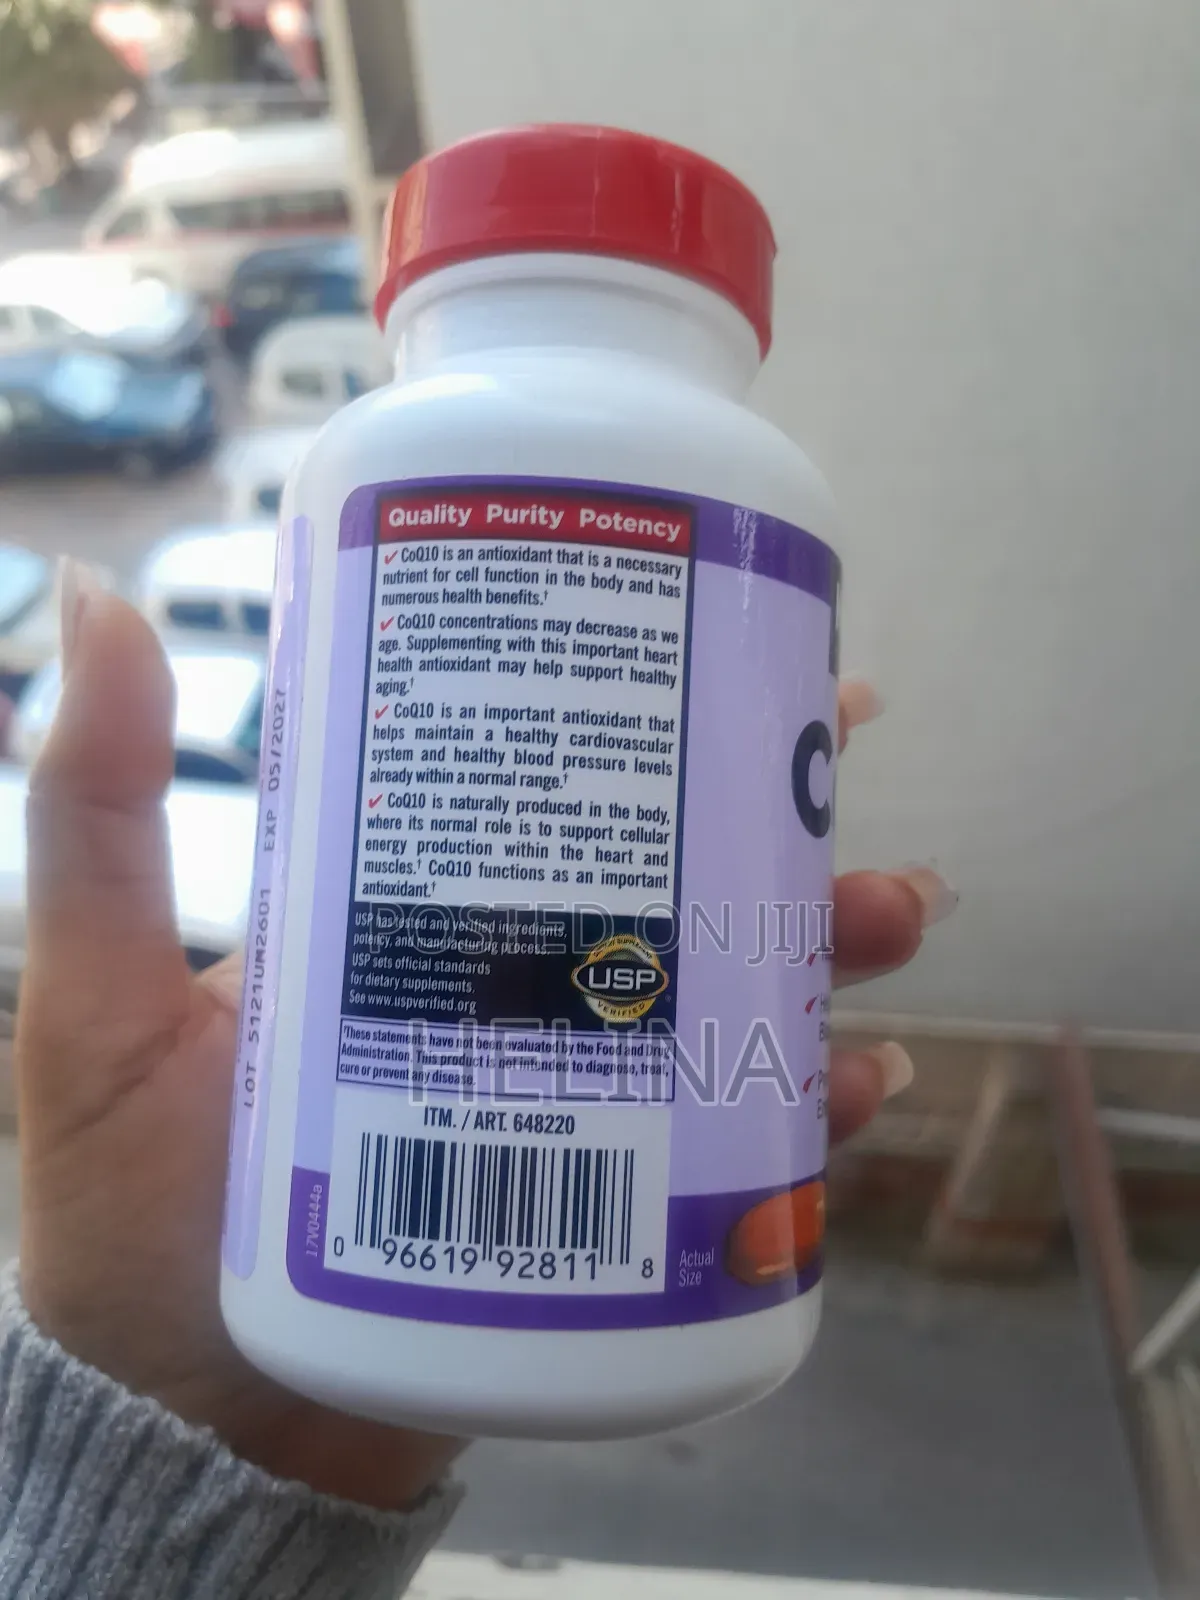 Quality Purity Potency
✓ CoQ10 is an antioxidant that is a necessary
nutrient for cell function in the body and has
numerous health benefits.†
✓ CoQ10 concentrations may decrease as we
age. Supplementing with this important heart
health antioxidant may help support healthy
aging.†
✓ CoQ10 is an important antioxidant that
helps maintain a healthy cardiovascular
system and healthy blood pressure levels
already within a normal range.†
✓ CoQ10 is naturally produced in the body,
where its normal role is to support cellular
energy production within the heart and
muscles.† CoQ10 functions as an important
antioxidant.†
USP has tested and verified ingredients,
potency, and manufacturing process.
USP sets official standards
for dietary supplements.
See www.uspverified.org
USP
VERIFIED
†These statements have not been evaluated by the Food and Drug
Administration. This product is not intended to diagnose, treat,
cure or prevent any disease.
ITM. / ART. 648220
0 96619 92811 8
17V0444a
Actual
Size
LOT 5121UM2601 EXP 05/2027
POSTED ON JIJI
HELINA